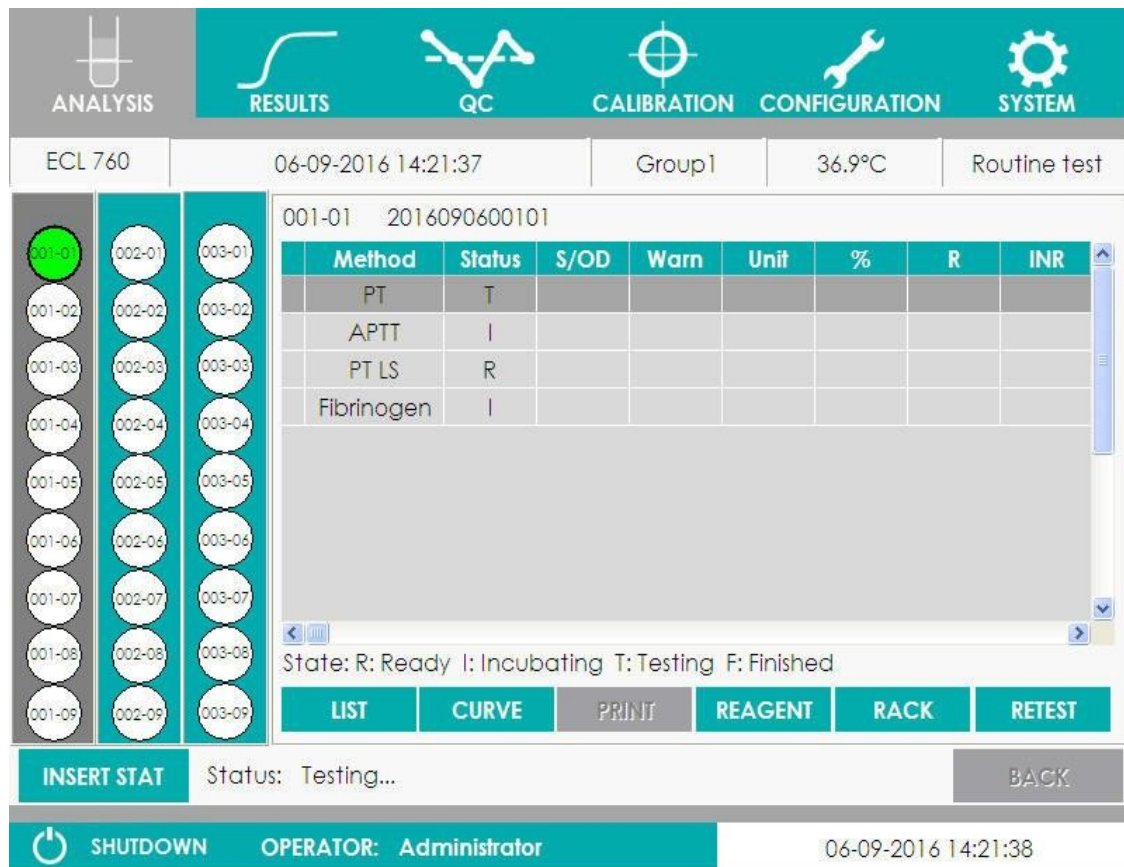 ANALYSIS RESULTS QC CALIBRATION CONFIGURATION SYSTEM
ECL 760 06-09-2016 14:21:37 Group1 36.9°C Routine test
001-01 2016090600101
Method Status S/OD Warn Unit % R INR
PT T
APTT I
PT LS R
Fibrinogen I
001-01 002-01 003-01
001-02 002-02 003-02
001-03 002-03 003-03
001-04 002-04 003-04
001-05 002-05 003-05
001-06 002-06 003-06
001-07 002-07 003-07
001-08 002-08 003-08
001-09 002-09 003-09
State: R: Ready I: Incubating T: Testing F: Finished
LIST CURVE PRINT REAGENT RACK RETEST
INSERT STAT Status: Testing... BACK
SHUTDOWN OPERATOR: Administrator 06-09-2016 14:21:38